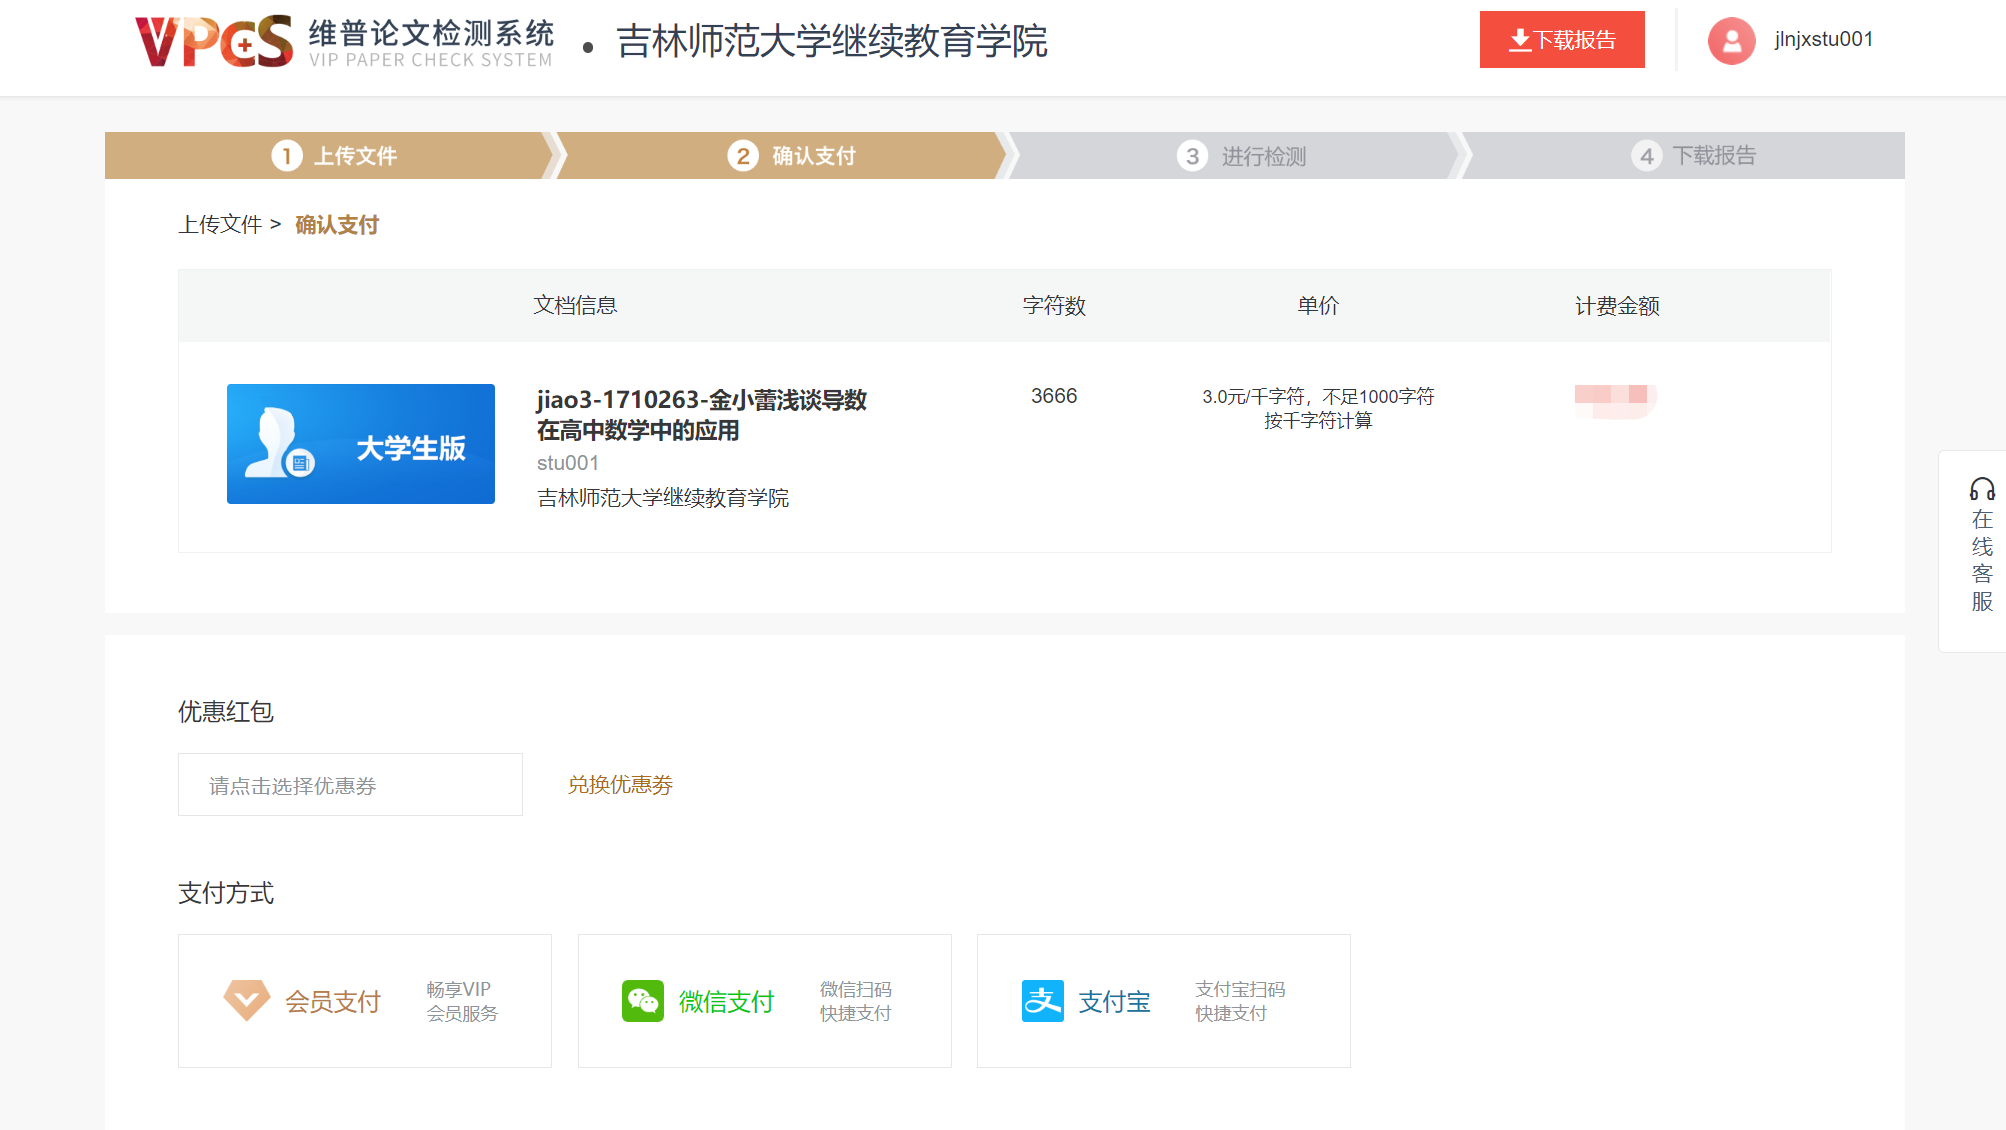 VPCS 维普论文检测系统 VIP PAPER CHECK SYSTEM • 吉林师范大学继续教育学院
下载报告
jlnjxstu001
1 上传文件
2 确认支付
3 进行检测
4 下载报告
上传文件 > 确认支付
文档信息 字符数 单价 计费金额
大学生版
jiao3-1710263-金小蕾浅谈导数
在高中数学中的应用
stu001
吉林师范大学继续教育学院
3666
3.0元/千字符，不足1000字符
按千字符计算
在
线
客
服
优惠红包
请点击选择优惠券
兑换优惠券
支付方式
会员支付
畅享VIP
会员服务
微信支付
微信扫码
快捷支付
支 支付宝
支付宝扫码
快捷支付